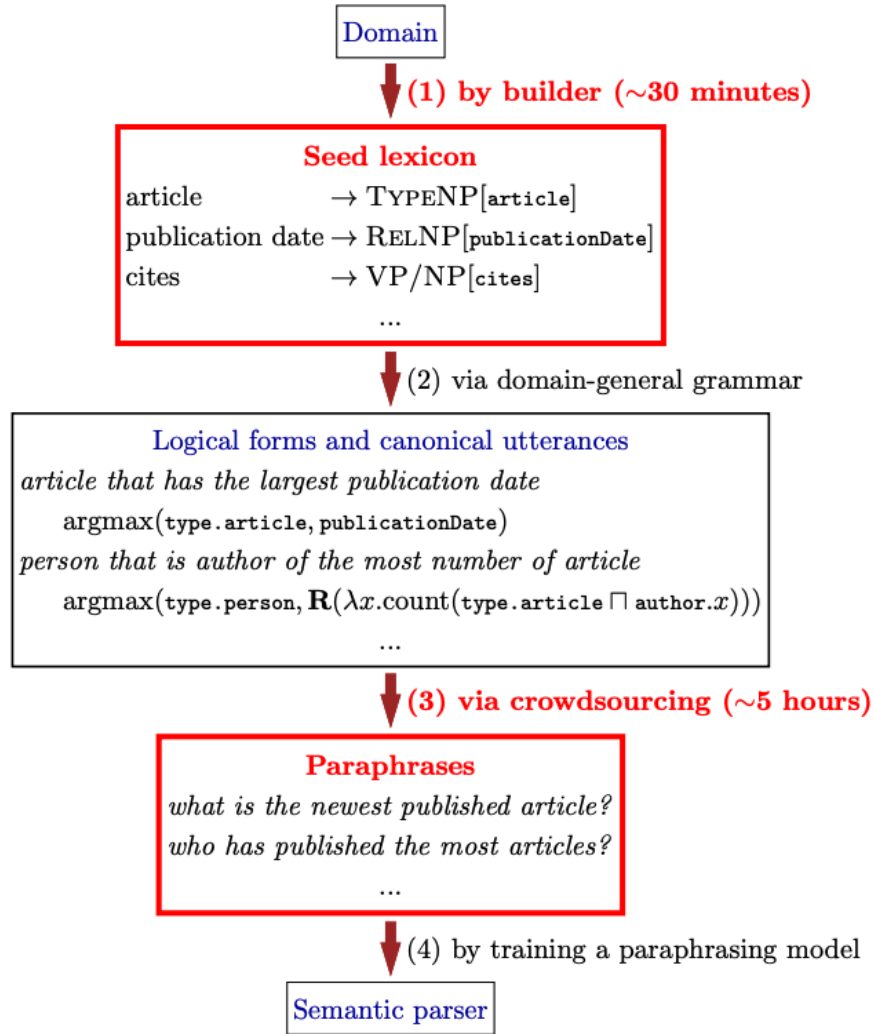 Domain
(1) by builder (∼30 minutes)
Seed lexicon
article → TYPENP[article]
publication date → RELNP[publicationDate]
cites → VP/NP[cites]
...
(2) via domain-general grammar
Logical forms and canonical utterances
article that has the largest publication date
argmax(type.article, publicationDate)
person that is author of the most number of article
argmax(type.person, R(λx.count(type.article ⊓ author.x)))
...
(3) via crowdsourcing (∼5 hours)
Paraphrases
what is the newest published article?
who has published the most articles?
...
(4) by training a paraphrasing model
Semantic parser